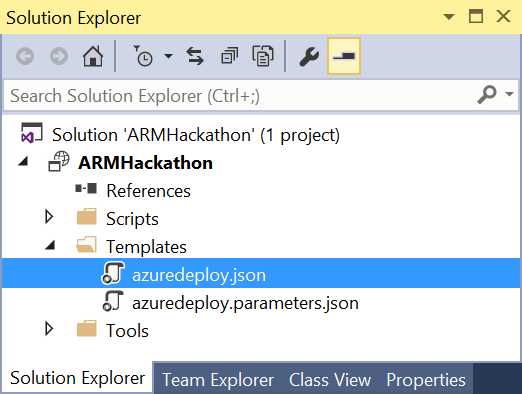 Solution Explorer
Search Solution Explorer (Ctrl+;)
Solution 'ARMHackathon' (1 project)
ARMHackathon
References
Scripts
Templates
azuredeploy.json
azuredeploy.parameters.json
Tools
Solution Explorer Team Explorer Class View Properties